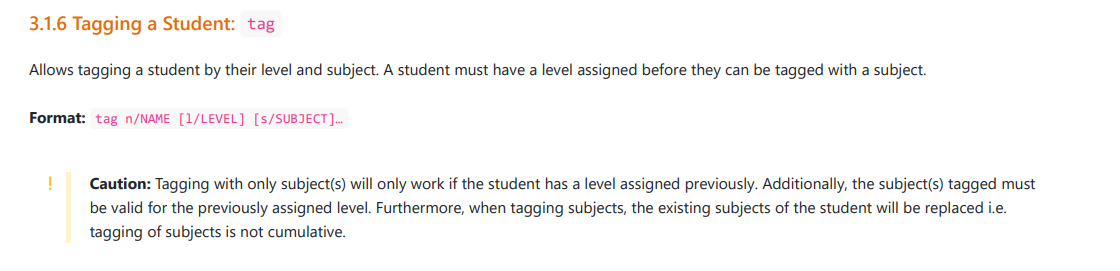 3.1.6 Tagging a Student: tag
Allows tagging a student by their level and subject. A student must have a level assigned before they can be tagged with a subject.
Format: tag n/NAME [l/LEVEL] [s/SUBJECT]…
! Caution: Tagging with only subject(s) will only work if the student has a level assigned previously. Additionally, the subject(s) tagged must
be valid for the previously assigned level. Furthermore, when tagging subjects, the existing subjects of the student will be replaced i.e.
tagging of subjects is not cumulative.